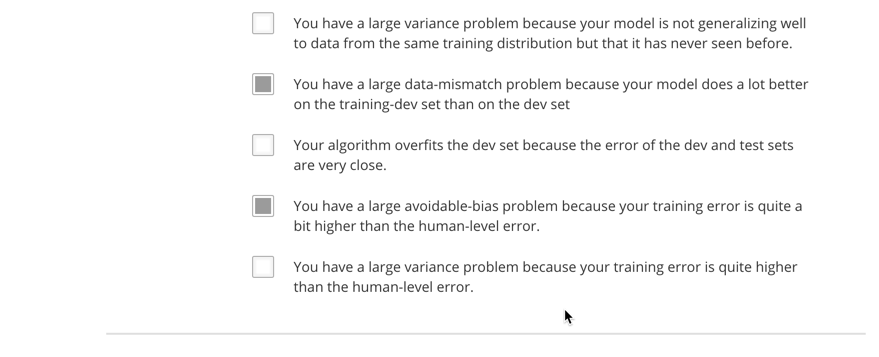 You have a large variance problem because your model is not generalizing well
to data from the same training distribution but that it has never seen before.
You have a large data-mismatch problem because your model does a lot better
on the training-dev set than on the dev set
Your algorithm overfits the dev set because the error of the dev and test sets
are very close.
You have a large avoidable-bias problem because your training error is quite a
bit higher than the human-level error.
You have a large variance problem because your training error is quite higher
than the human-level error.